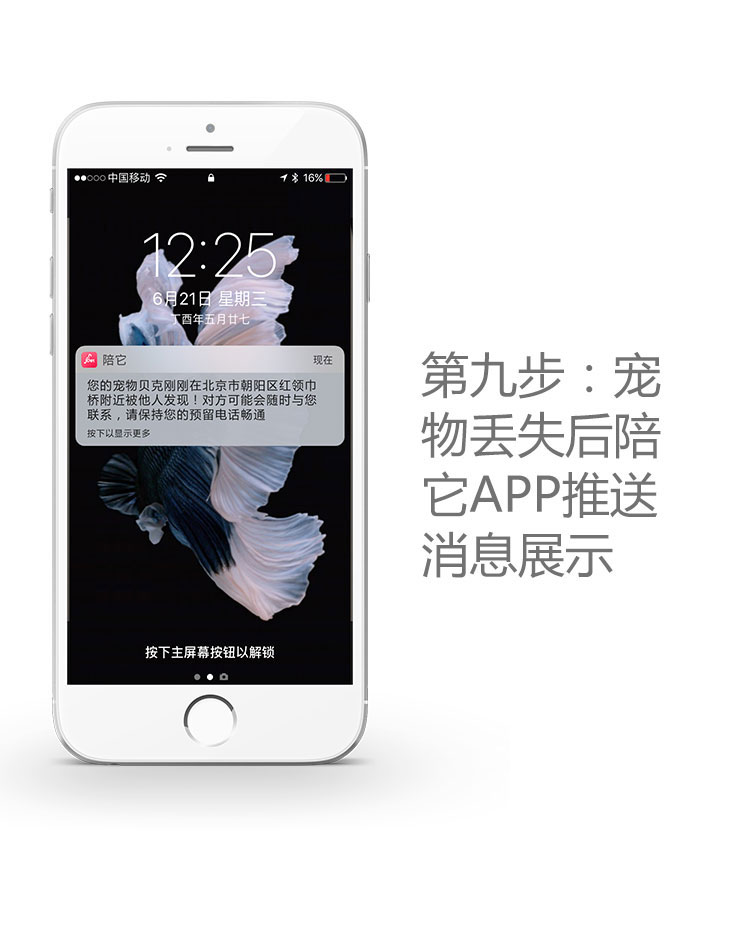 中国移动 16%
12:25
6月21日 星期三
丁酉年五月廿七
陪它 现在
您的宠物贝克刚刚在北京市朝阳区红领巾
桥附近被他人发现！对方可能会随时与您
联系，请保持您的预留电话畅通
按下以显示更多
按下主屏幕按钮以解锁
第九步：宠
物丢失后陪
它APP推送
消息展示